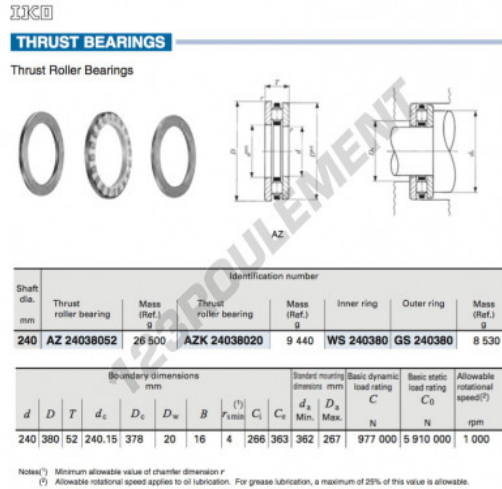 IKO
THRUST BEARINGS
Thrust Roller Bearings
AZ
123ROULEMENT
Identification number
Shaft dia. mm
Thrust roller bearing
Mass (Ref.) g
Thrust roller bearing
Mass (Ref.) g
Inner ring
Outer ring
Mass (Ref.) g
240 AZ 24038052 26 500 AZK 24038020 9 440 WS 240380 GS 240380 8 530
Boundary dimensions mm
Standard mounting dimensions mm
Basic dynamic load rating C N
Basic static load rating C0 N
Allowable rotational speed(2) rpm
d D T dc Dc Dw B rs min(1) Ci Ce da Min. Da Max.
240 380 52 240.15 378 20 16 4 266 363 362 267 977 000 5 910 000 1 000
Notes(1) Minimum allowable value of chamfer dimension r
(2) Allowable rotational speed applies to oil lubrication. For grease lubrication, a maximum of 25% of this value is allowable.